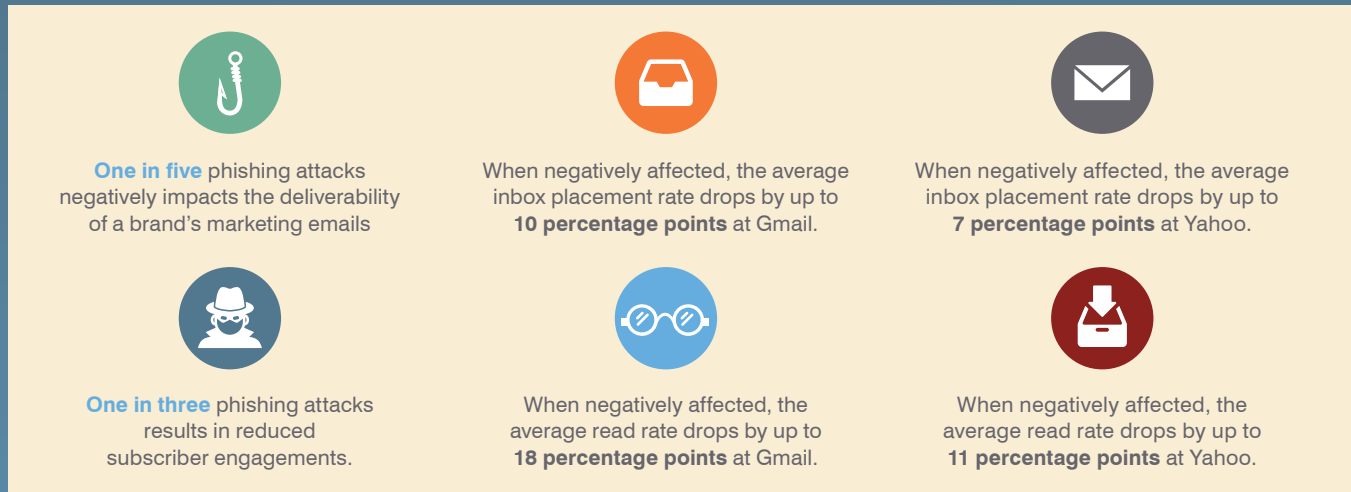 One in five phishing attacks
negatively impacts the deliverability
of a brand's marketing emails
When negatively affected, the average
inbox placement rate drops by up to
10 percentage points at Gmail.
When negatively affected, the average
inbox placement rate drops by up to
7 percentage points at Yahoo.
One in three phishing attacks
results in reduced
subscriber engagements.
When negatively affected, the
average read rate drops by up to
18 percentage points at Gmail.
When negatively affected, the
average read rate drops by up to
11 percentage points at Yahoo.